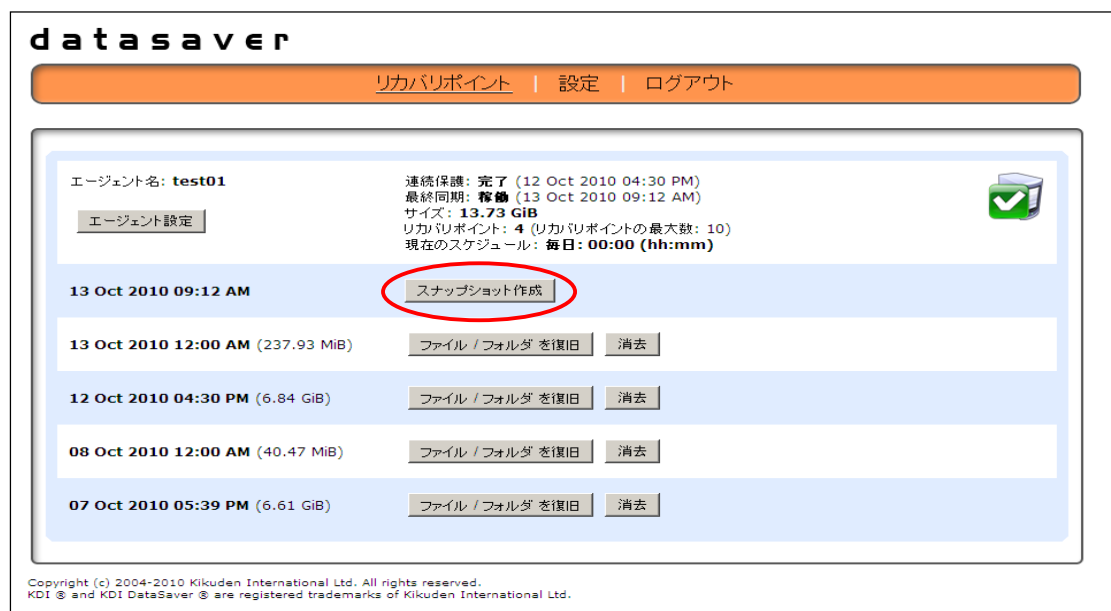 datasaver
リカバリポイント | 設定 | ログアウト
エージェント名: test01
エージェント設定
連続保護: 完了 (12 Oct 2010 04:30 PM)
最終同期: 稼働 (13 Oct 2010 09:12 AM)
サイズ: 13.73 GiB
リカバリポイント: 4 (リカバリポイントの最大数: 10)
現在のスケジュール: 毎日: 00:00 (hh:mm)
13 Oct 2010 09:12 AM スナップショット作成
13 Oct 2010 12:00 AM (237.93 MiB) ファイル / フォルダ を復旧 消去
12 Oct 2010 04:30 PM (6.84 GiB) ファイル / フォルダ を復旧 消去
08 Oct 2010 12:00 AM (40.47 MiB) ファイル / フォルダ を復旧 消去
07 Oct 2010 05:39 PM (6.61 GiB) ファイル / フォルダ を復旧 消去
Copyright (c) 2004-2010 Kikuden International Ltd. All rights reserved.
KDI ® and KDI DataSaver ® are registered trademarks of Kikuden International Ltd.